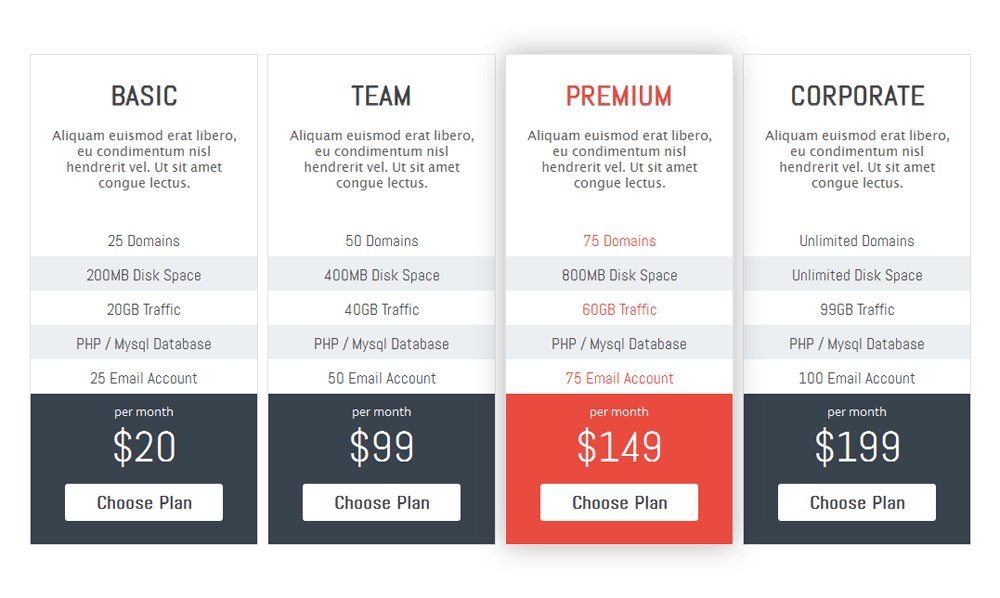 BASIC
Aliquam euismod erat libero,
eu condimentum nisl
hendrerit vel. Ut sit amet
congue lectus.
25 Domains
200MB Disk Space
20GB Traffic
PHP / Mysql Database
25 Email Account
per month
$20
Choose Plan
TEAM
Aliquam euismod erat libero,
eu condimentum nisl
hendrerit vel. Ut sit amet
congue lectus.
50 Domains
400MB Disk Space
40GB Traffic
PHP / Mysql Database
50 Email Account
per month
$99
Choose Plan
PREMIUM
Aliquam euismod erat libero,
eu condimentum nisl
hendrerit vel. Ut sit amet
congue lectus.
75 Domains
800MB Disk Space
60GB Traffic
PHP / Mysql Database
75 Email Account
per month
$149
Choose Plan
CORPORATE
Aliquam euismod erat libero,
eu condimentum nisl
hendrerit vel. Ut sit amet
congue lectus.
Unlimited Domains
Unlimited Disk Space
99GB Traffic
PHP / Mysql Database
100 Email Account
per month
$199
Choose Plan